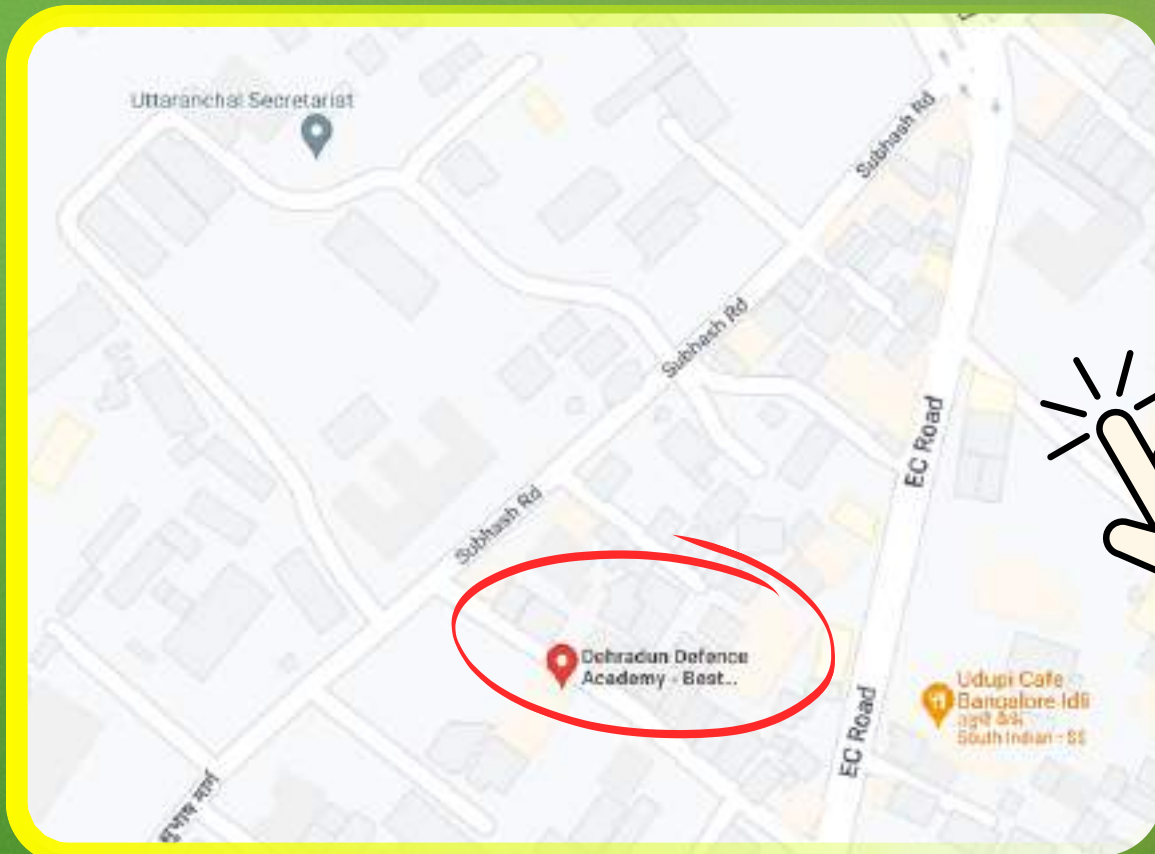 Uttaranchal Secretariat
Subhash Rd
Subhash Rd
EC Road
Subhash Rd
Dehradun Defence
Academy - Best...
Udupi Cafe
Bangalore Idli
South Indian · $$
EC Road
सुभाष मार्ग